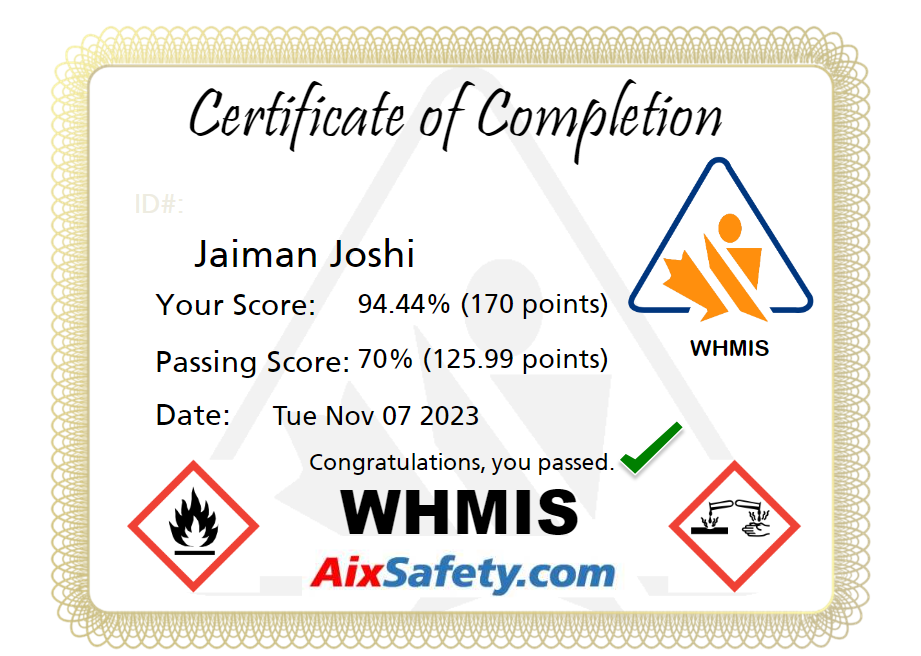 Certificate of Completion
ID#:
Jaiman Joshi
Your Score: 94.44% (170 points)
WHMIS
Passing Score: 70% (125.99 points)
Date: Tue Nov 07 2023
Congratulations, you passed.
WHMIS
AixSafety.com